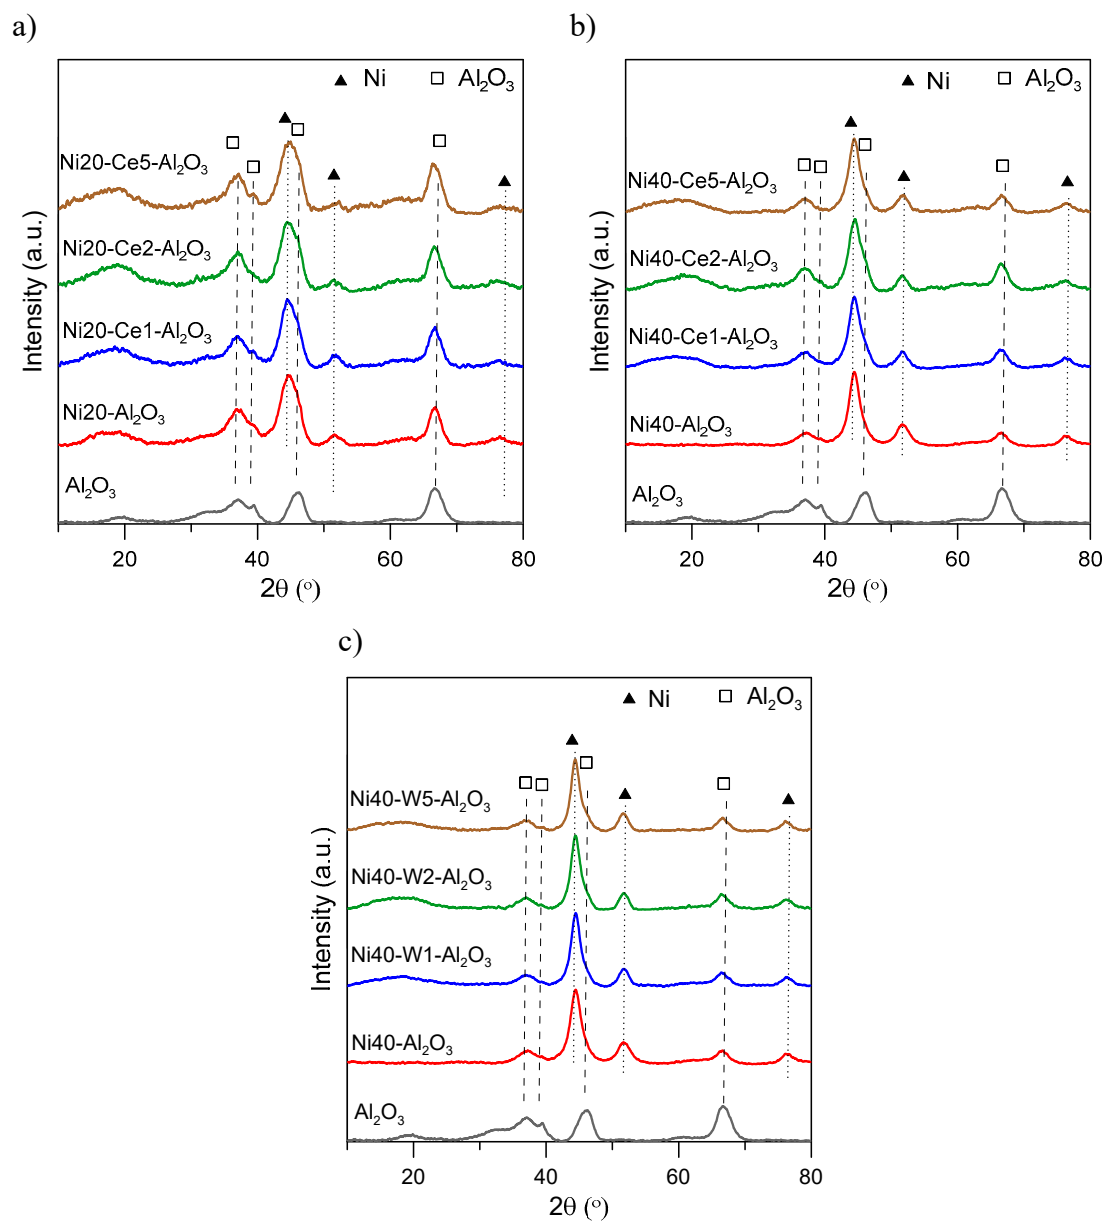 a)
▲ Ni □ Al₂O₃
Ni20-Ce5-Al₂O₃
Ni20-Ce2-Al₂O₃
Ni20-Ce1-Al₂O₃
Ni20-Al₂O₃
Al₂O₃
Intensity (a.u.)
20 40 60 80
2θ (°)
b)
▲ Ni □ Al₂O₃
Ni40-Ce5-Al₂O₃
Ni40-Ce2-Al₂O₃
Ni40-Ce1-Al₂O₃
Ni40-Al₂O₃
Al₂O₃
Intensity (a.u.)
20 40 60 80
2θ (°)
c)
▲ Ni □ Al₂O₃
Ni40-W5-Al₂O₃
Ni40-W2-Al₂O₃
Ni40-W1-Al₂O₃
Ni40-Al₂O₃
Al₂O₃
Intensity (a.u.)
20 40 60 80
2θ (°)